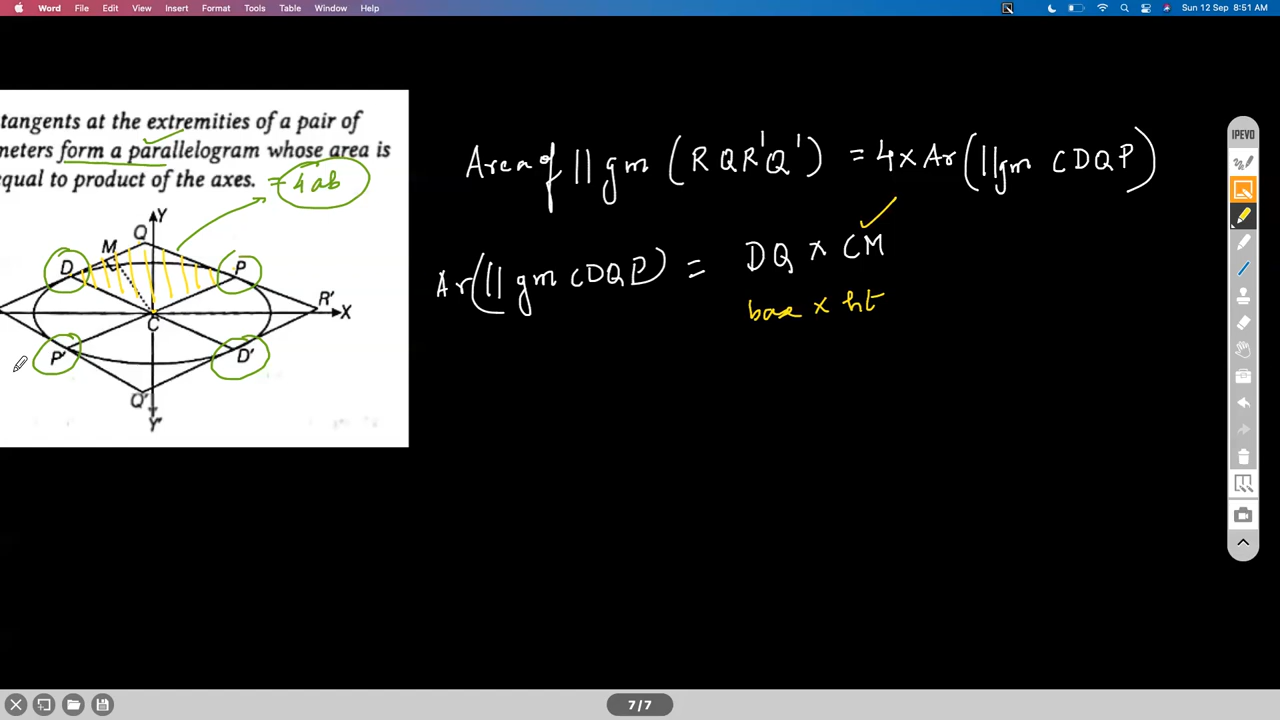 Word File Edit View Insert Format Tools Table Window Help Sun 12 Sep 8:51 AM
tangents at the extremities of a pair of
meters form a parallelogram whose area is
equal to product of the axes. = 4ab
Area of ||gm (RQR'Q') = 4 × Ar(||gm CDQP)
Ar(||gm CDQP) = DQ × CM
base × ht
Y
Q
M
D
P
R'
X
C
P'
D'
Q'
Y'
IPEVO
7/7